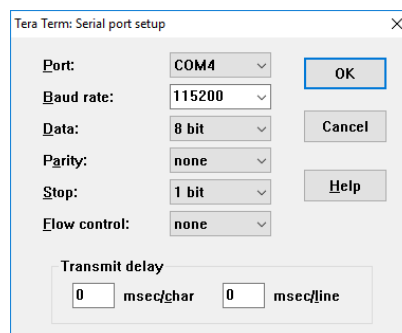 Tera Term: Serial port setup
Port: COM4 OK
Baud rate: 115200
Data: 8 bit Cancel
Parity: none
Stop: 1 bit Help
Flow control: none
Transmit delay
0 msec/char 0 msec/line